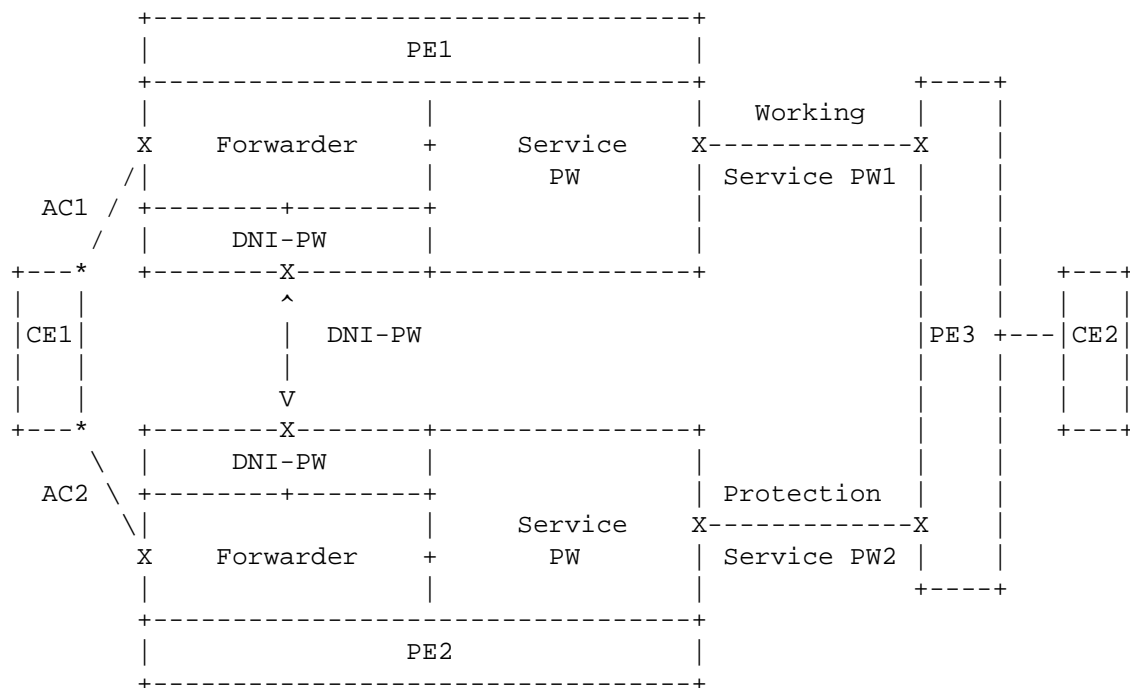 PE1
Working
Forwarder Service
PW Service PW1
AC1
DNI-PW
CE1 DNI-PW PE3 CE2
DNI-PW
AC2 Protection
Service
Forwarder PW Service PW2
PE2